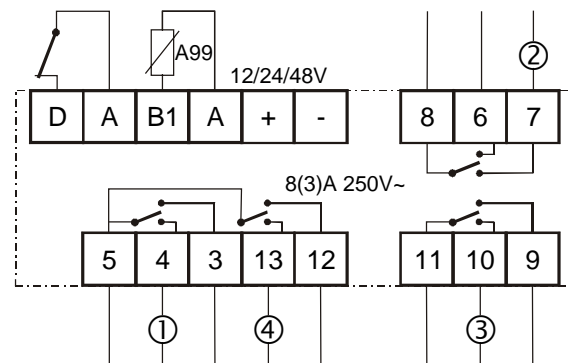 A99
12/24/48V
②
D A B1 A + -
8 6 7
8(3)A 250V~
5 4 3 13 12
11 10 9
① ④ ③